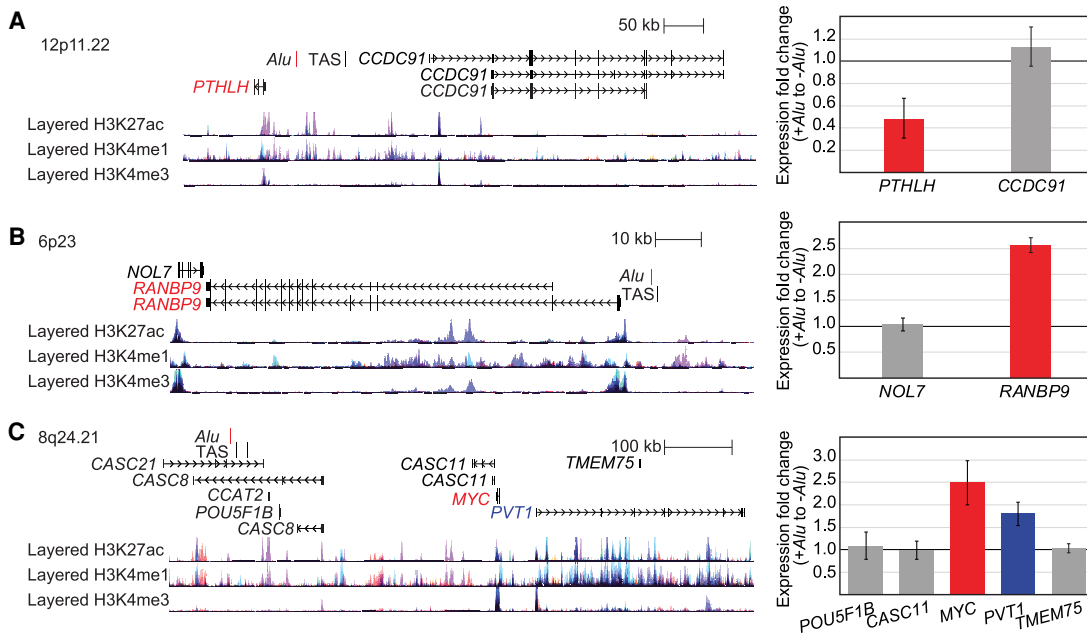 A
12p11.22
50 kb
Alu
TAS
CCDC91
CCDC91
PTHLH
CCDC91
Layered H3K27ac
Layered H3K4me1
Layered H3K4me3
Expression fold change
(+Alu to -Alu)
1.2
1.0
0.8
0.6
0.4
0.2
PTHLH
CCDC91
B
6p23
10 kb
NOL7
Alu
RANBP9
TAS
RANBP9
Layered H3K27ac
Layered H3K4me1
Layered H3K4me3
Expression fold change
(+Alu to -Alu)
2.5
2.0
1.5
1.0
0.5
NOL7
RANBP9
C
8q24.21
100 kb
Alu
TAS
CASC21
CASC11
TMEM75
CASC8
CASC11
CCAT2
MYC
POU5F1B
PVT1
CASC8
Layered H3K27ac
Layered H3K4me1
Layered H3K4me3
Expression fold change
(+Alu to -Alu)
3.0
2.5
2.0
1.5
1.0
0.5
POU5F1B
CASC11
MYC
PVT1
TMEM75